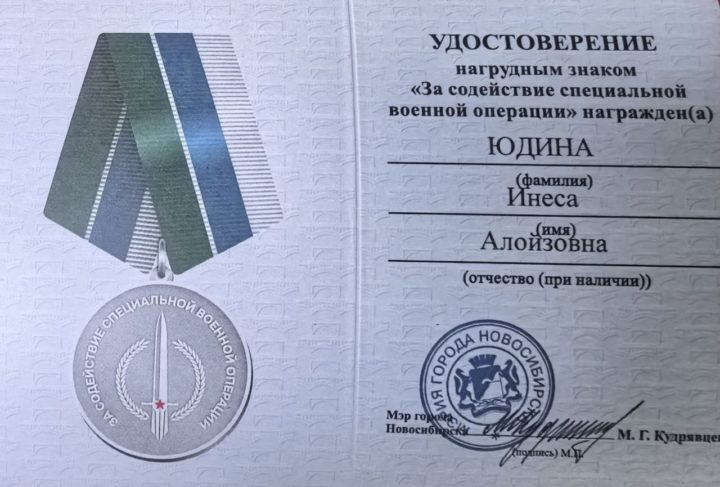 ЗА СОДЕЙСТВИЕ СПЕЦИАЛЬНОЙ ВОЕННОЙ ОПЕРАЦИИ
УДОСТОВЕРЕНИЕ
нагрудным знаком
«За содействие специальной
военной операции» награжден(а)
ЮДИНА
(фамилия)
Инеса
(имя)
Алойзовна
(отчество (при наличии))
МЭРИЯ ГОРОДА НОВОСИБИРСКА
Мэр города
Новосибирска
М. Г. Кудрявцев
(подпись) М.П.